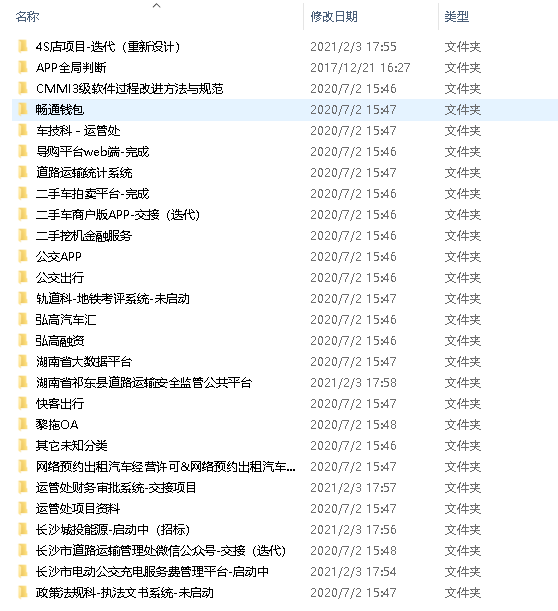 名称 修改日期 类型
4S店项目-迭代（重新设计） 2021/2/3 17:55 文件夹
APP全局判断 2017/12/21 16:27 文件夹
CMMI3级软件过程改进方法与规范 2020/7/2 15:46 文件夹
畅通钱包 2020/7/2 15:47 文件夹
车技科－运管处 2020/7/2 15:47 文件夹
导购平台web端-完成 2020/7/2 15:46 文件夹
道路运输统计系统 2020/7/2 15:47 文件夹
二手车拍卖平台-完成 2020/7/2 15:46 文件夹
二手车商户版APP-交接（迭代） 2020/7/2 15:47 文件夹
二手挖机金融服务 2020/7/2 15:46 文件夹
公交APP 2020/7/2 15:46 文件夹
公交出行 2020/7/2 15:46 文件夹
轨道科-地铁考评系统-未启动 2020/7/2 15:47 文件夹
弘高汽车汇 2020/7/2 15:46 文件夹
弘高融资 2020/7/2 15:46 文件夹
湖南省大数据平台 2020/7/2 15:47 文件夹
湖南省祁东县道路运输安全监管公共平台 2021/2/3 17:58 文件夹
快客出行 2020/7/2 15:47 文件夹
黎拖OA 2020/7/2 15:48 文件夹
其它未知分类 2020/7/2 15:46 文件夹
网络预约出租汽车经营许可&网络预约出租汽车... 2020/7/2 15:47 文件夹
运管处财务审批系统-交接项目 2021/2/3 17:57 文件夹
运管处项目资料 2020/7/2 15:47 文件夹
长沙城投能源-启动中（招标） 2021/2/3 17:56 文件夹
长沙市道路运输管理处微信公众号-交接（迭代） 2020/7/2 15:48 文件夹
长沙市电动公交充电服务费管理平台-启动中 2021/2/3 17:54 文件夹
政策法规科-执法文书系统-未启动 2020/7/2 15:47 文件夹